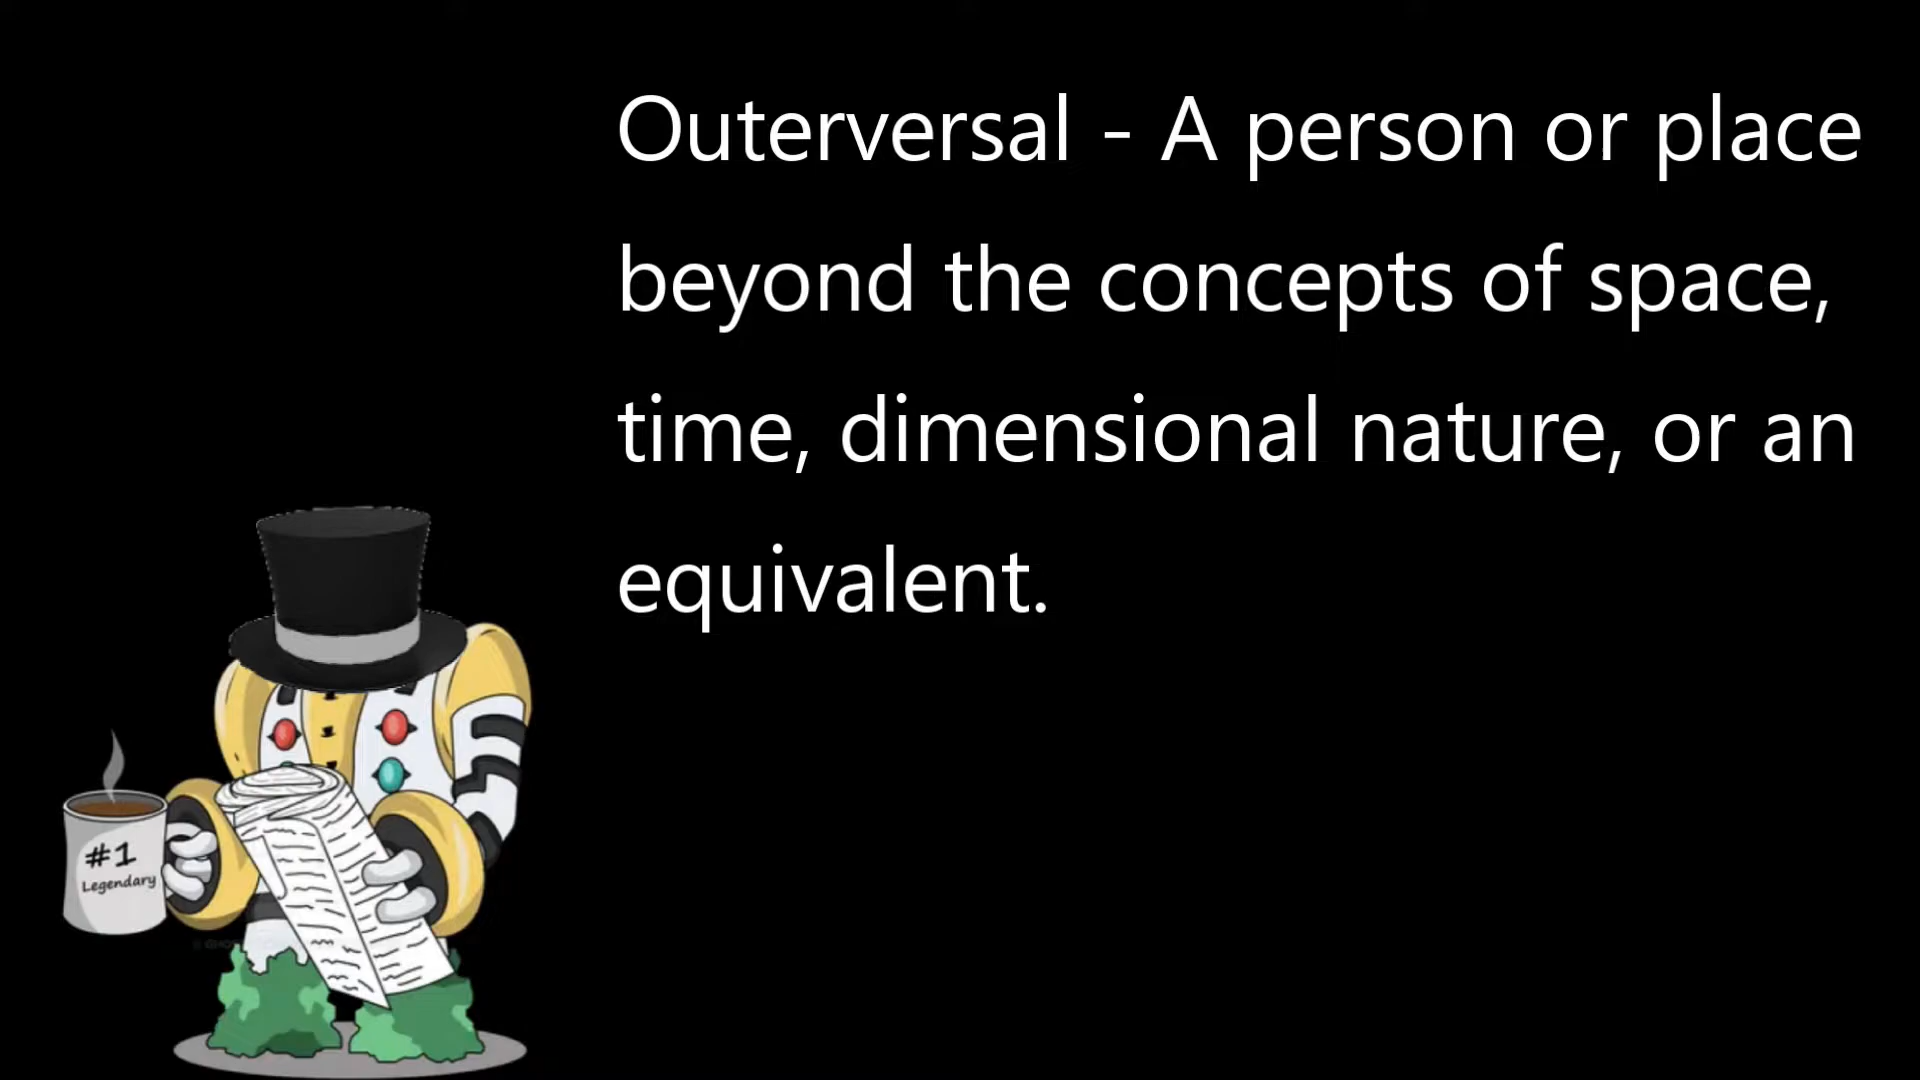 Outerversal - A person or place
beyond the concepts of space,
time, dimensional nature, or an
equivalent.
#1
Legendary